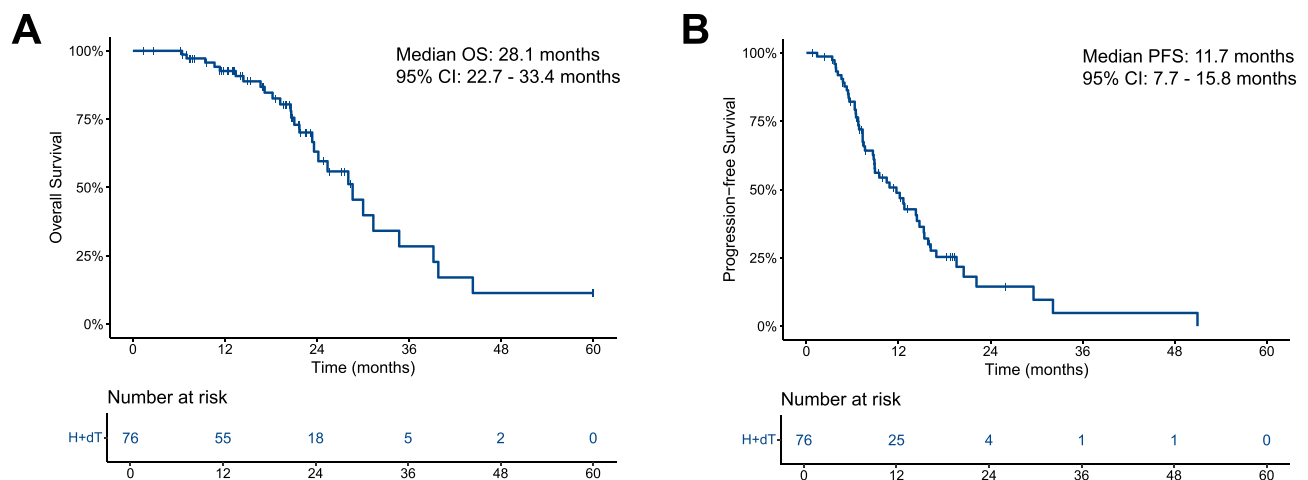 A
Median OS: 28.1 months
95% CI: 22.7 - 33.4 months
Overall Survival
100%
75%
50%
25%
0%
0 12 24 36 48 60
Time (months)
Number at risk
H+dT 76 55 18 5 2 0
0 12 24 36 48 60
B
Median PFS: 11.7 months
95% CI: 7.7 - 15.8 months
Progression−free Survival
100%
75%
50%
25%
0%
0 12 24 36 48 60
Time (months)
Number at risk
H+dT 76 25 4 1 1 0
0 12 24 36 48 60